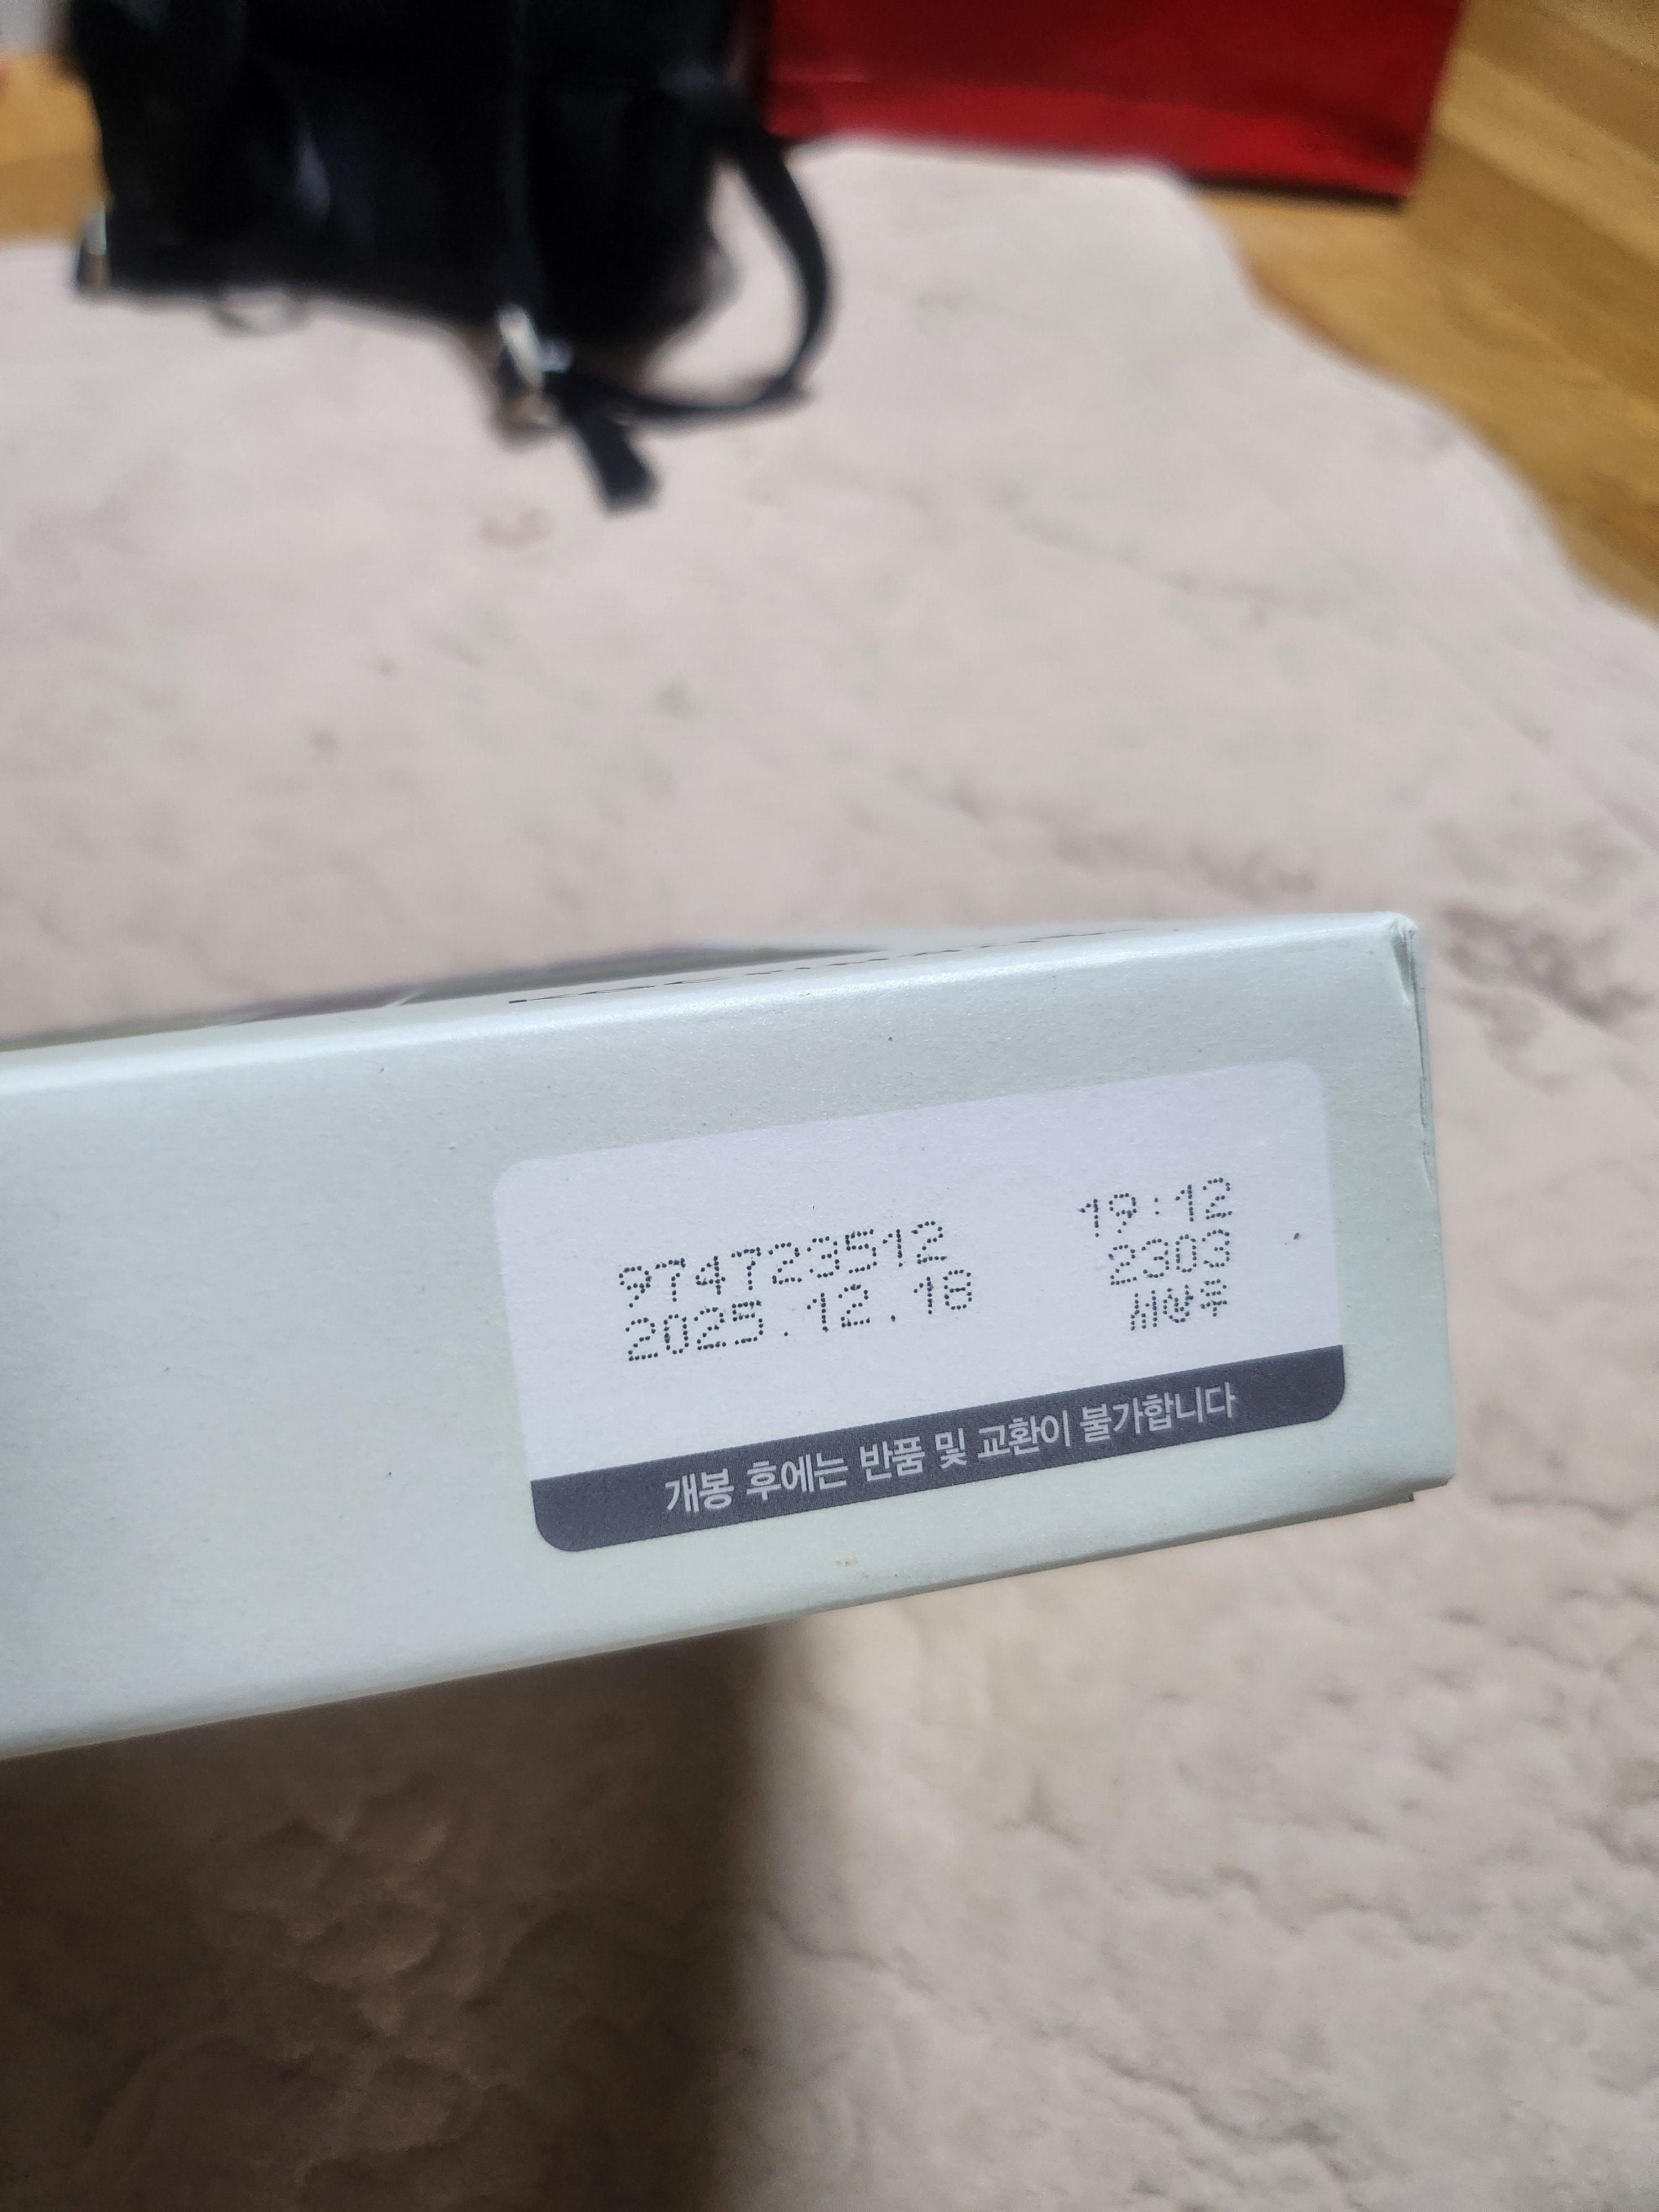 974723512
2025.12.18
19:12
2303
서상우
개봉 후에는 반품 및 교환이 불가합니다